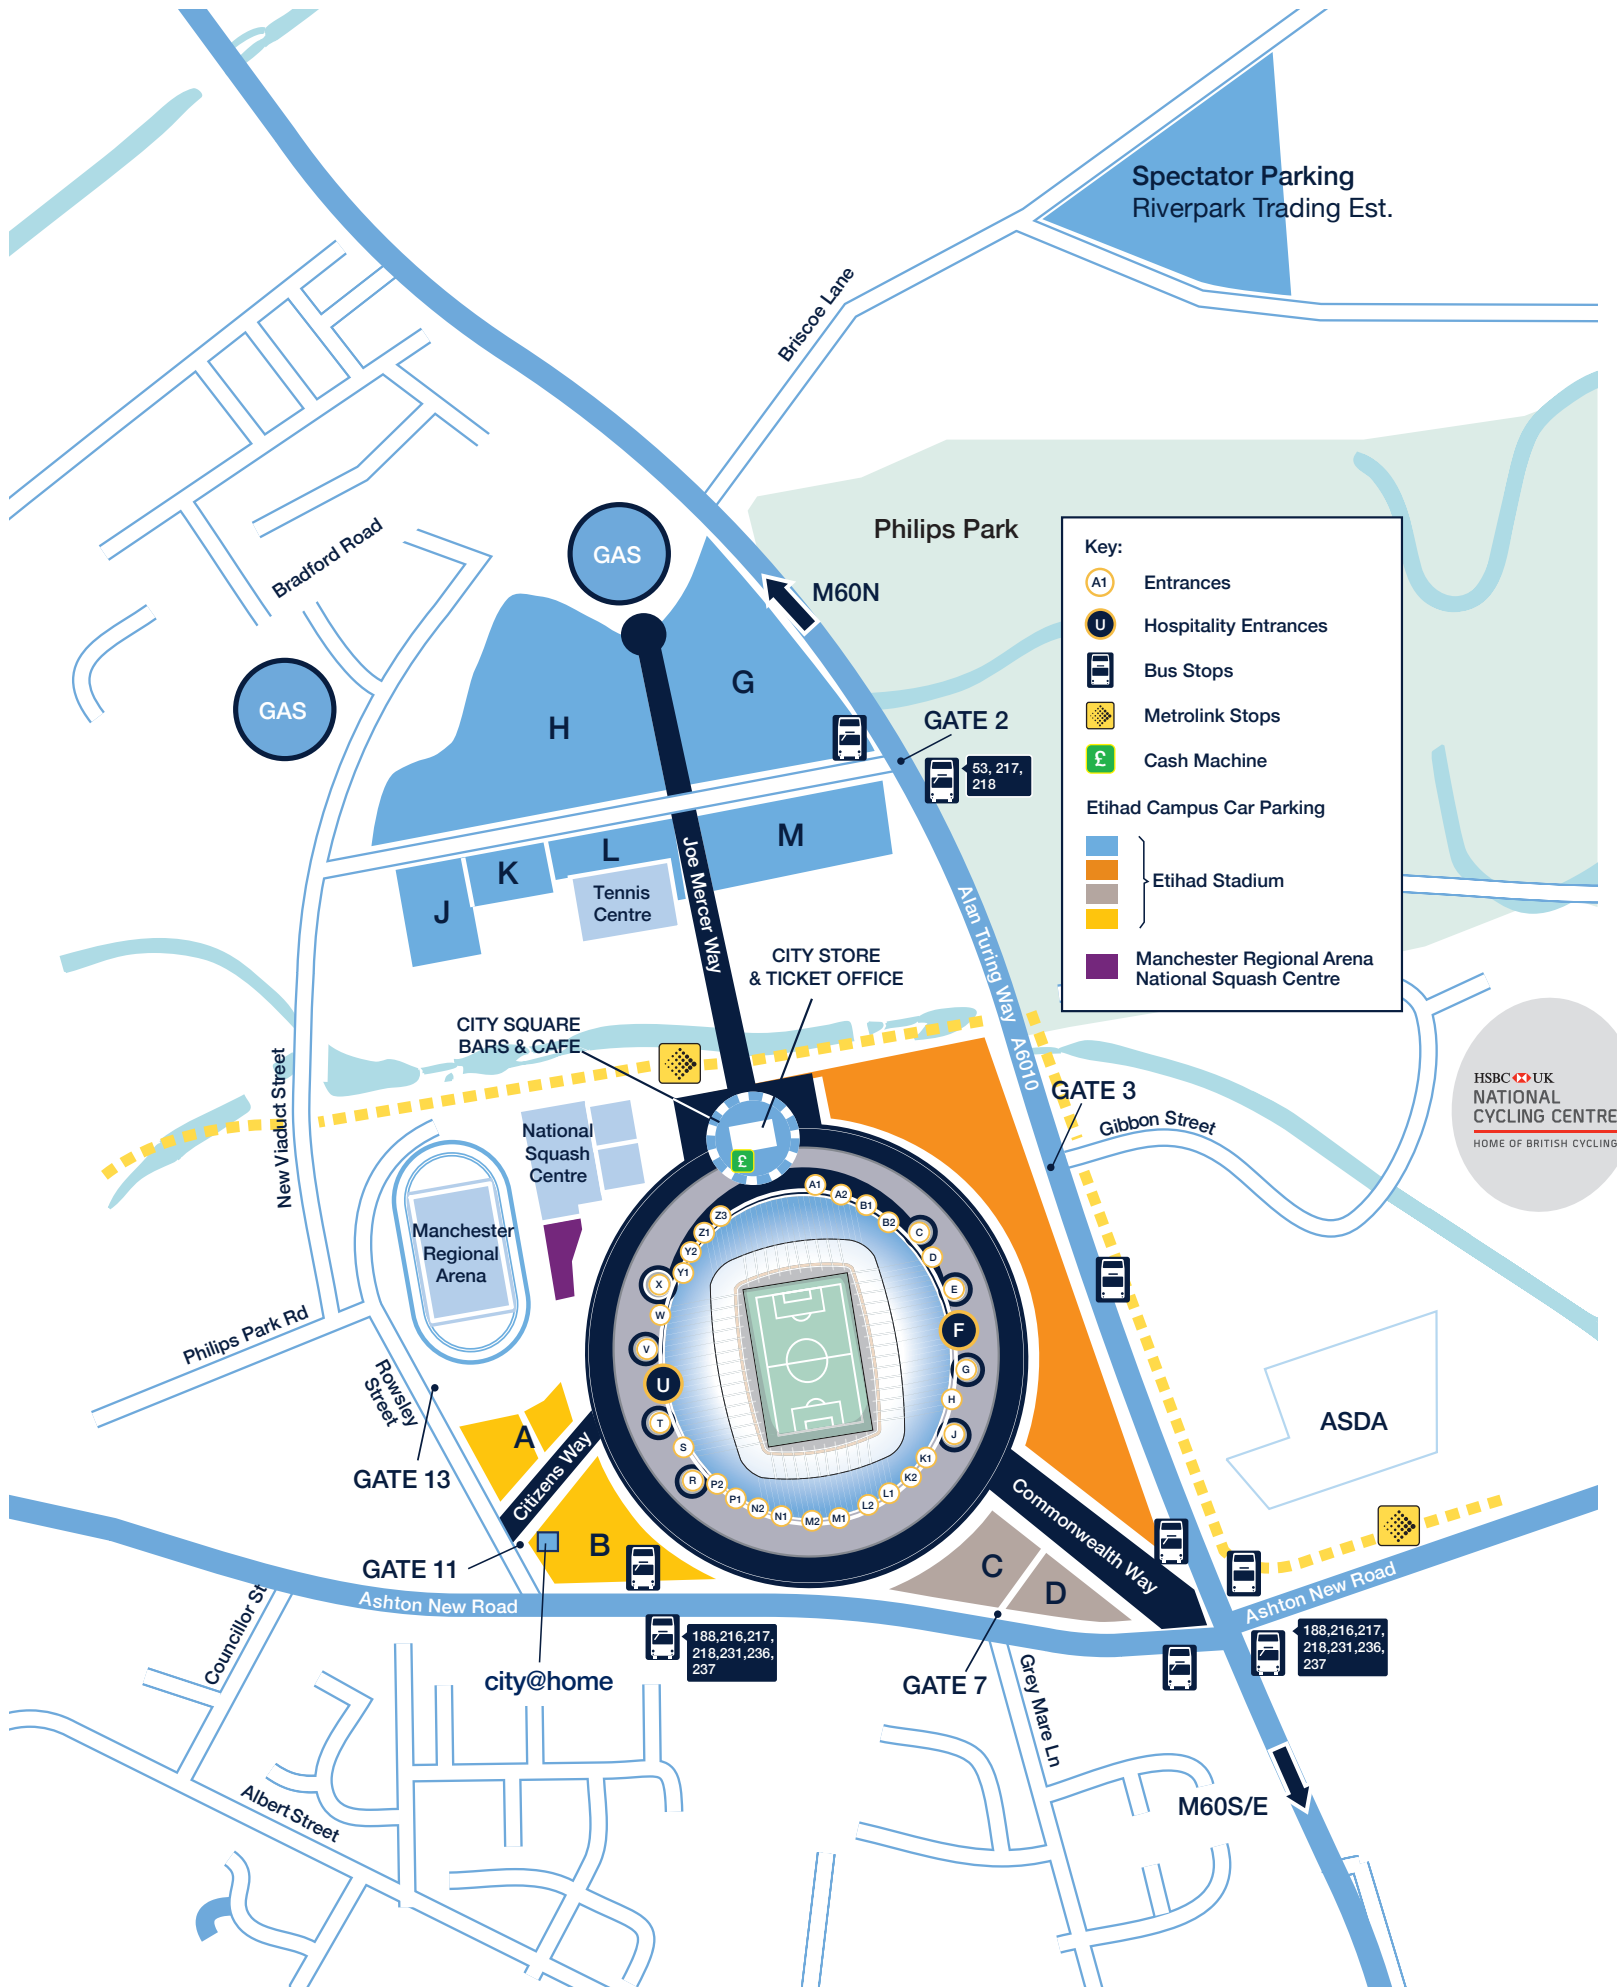 Spectator Parking
Riverpark Trading Est.
Briscoe Lane
Philips Park
Bradford Road
GAS
GAS
M60N
Key:
A1
Entrances
U
Hospitality Entrances
Bus Stops
Metrolink Stops
£
Cash Machine
Etihad Campus Car Parking
Etihad Stadium
Manchester Regional Arena
National Squash Centre
G
H
GATE 2
53, 217,
218
M
L
K
J
Tennis
Centre
Joe Mercer Way
Alan Turing Way A6010
CITY STORE
& TICKET OFFICE
CITY SQUARE
BARS & CAFE
New Viaduct Street
GATE 3
Gibbon Street
HSBC UK
NATIONAL
CYCLING CENTRE
HOME OF BRITISH CYCLING
National
Squash
Centre
£
Manchester
Regional
Arena
A1
A2
B1
B2
C
D
E
F
G
H
J
K1
K2
L1
L2
M1
M2
N1
N2
P1
P2
R
S
T
U
V
W
X
Y1
Y2
Z1
Z3
Philips Park Rd
Rowsley
Street
ASDA
A
GATE 13
Citizens Way
B
GATE 11
Commonwealth Way
C
D
Ashton New Road
Ashton New Road
Councillor St
188,216,217,
218,231,236,
237
188,216,217,
218,231,236,
237
city@home
GATE 7
Grey Mare Ln
Albert Street
M60S/E